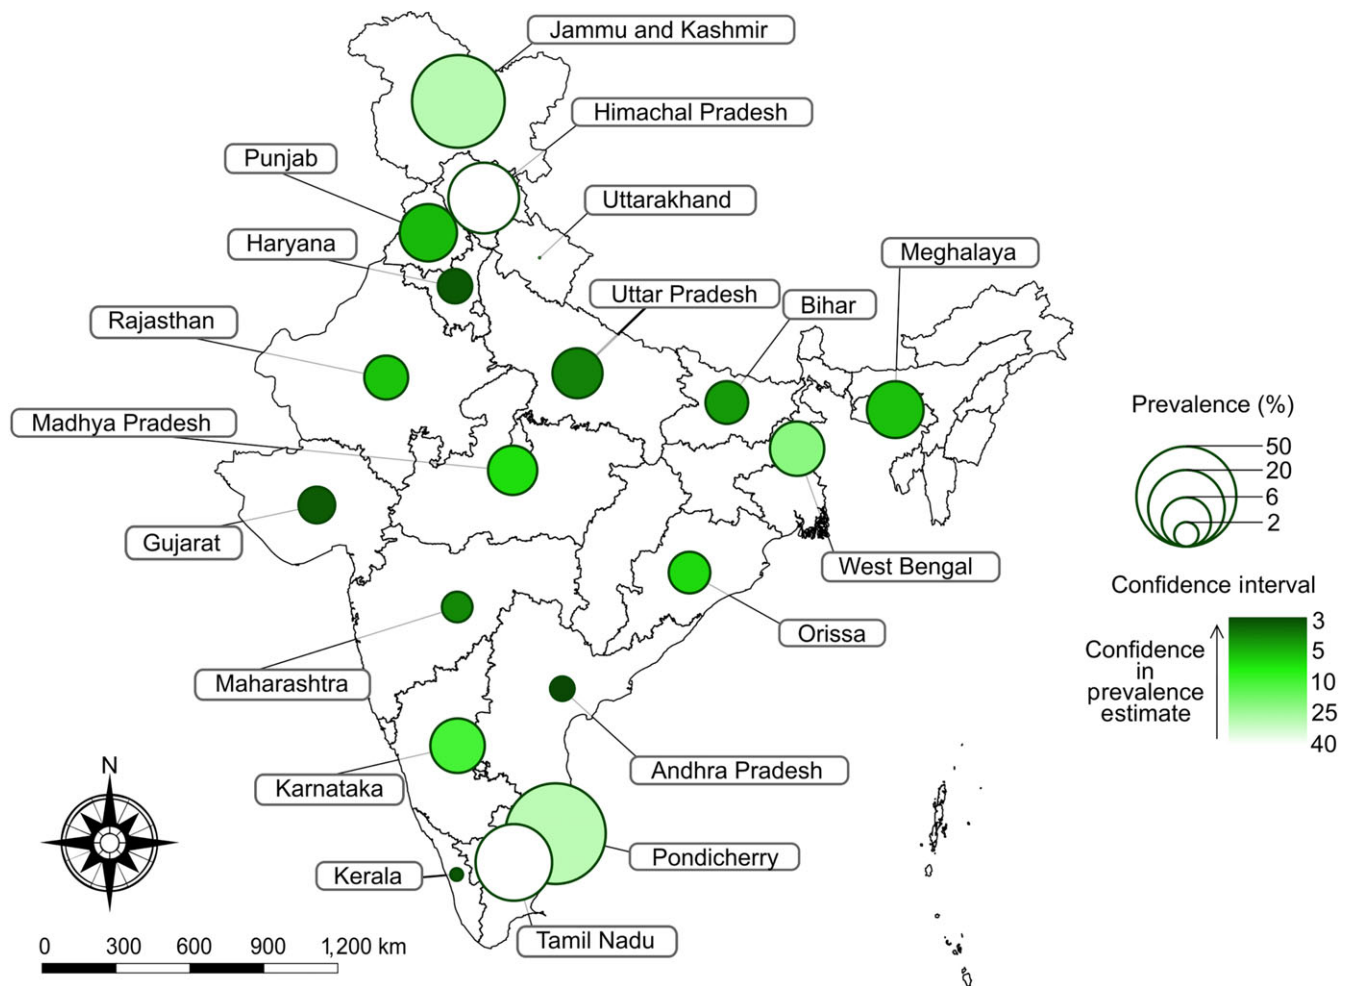 Jammu and Kashmir
Himachal Pradesh
Punjab
Uttarakhand
Haryana
Meghalaya
Uttar Pradesh
Bihar
Rajasthan
Madhya Pradesh
Prevalence (%)
50
20
6
2
Gujarat
West Bengal
Confidence interval
3
5
10
25
40
Confidence
in
prevalence
estimate
Orissa
Maharashtra
Andhra Pradesh
Karnataka
N
Pondicherry
Kerala
Tamil Nadu
0 300 600 900 1,200 km